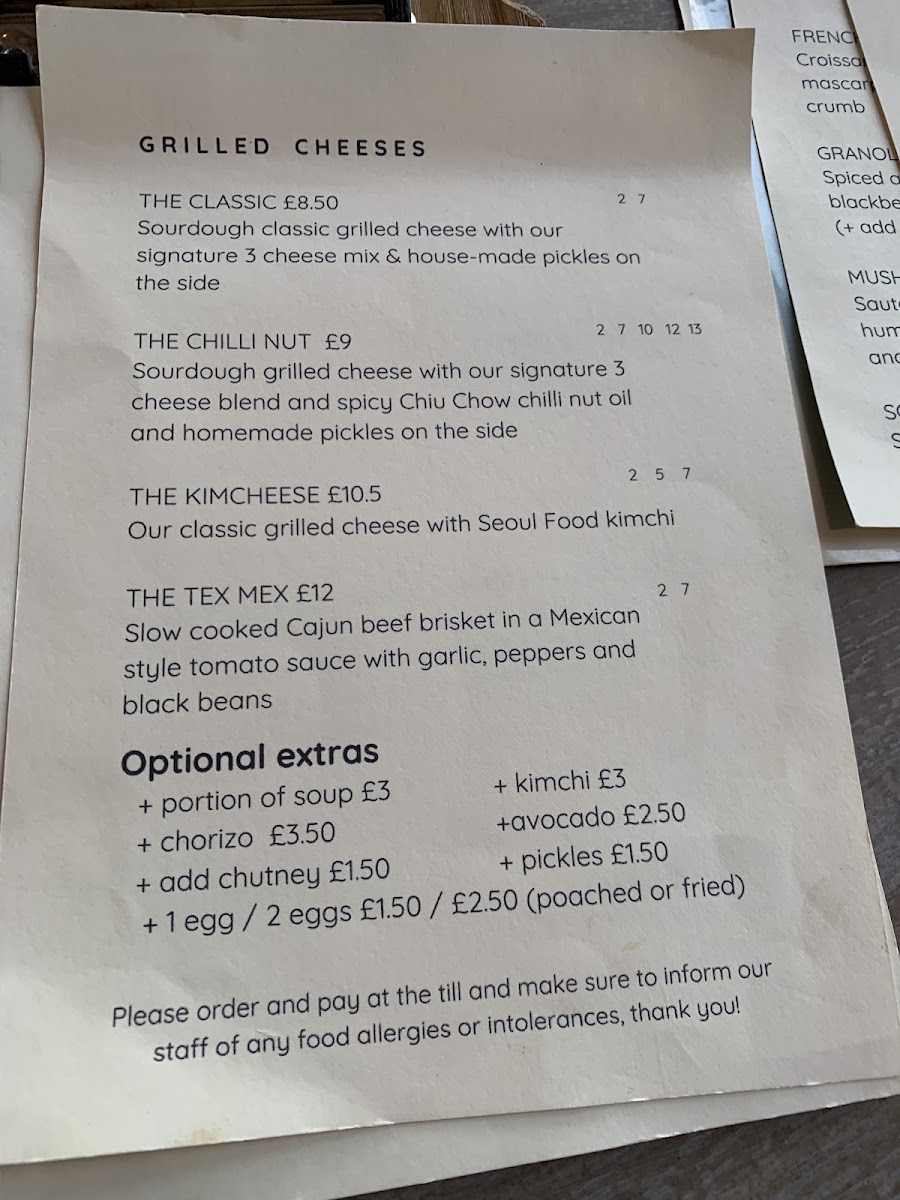 GRILLED CHEESES
THE CLASSIC £8.50 2 7
Sourdough classic grilled cheese with our
signature 3 cheese mix & house-made pickles on
the side
THE CHILLI NUT £9 2 7 10 12 13
Sourdough grilled cheese with our signature 3
cheese blend and spicy Chiu Chow chilli nut oil
and homemade pickles on the side
THE KIMCHEESE £10.5 2 5 7
Our classic grilled cheese with Seoul Food kimchi
THE TEX MEX £12 2 7
Slow cooked Cajun beef brisket in a Mexican
style tomato sauce with garlic, peppers and
black beans
Optional extras
+ portion of soup £3 + kimchi £3
+ chorizo £3.50 +avocado £2.50
+ add chutney £1.50 + pickles £1.50
+ 1 egg / 2 eggs £1.50 / £2.50 (poached or fried)
Please order and pay at the till and make sure to inform our
staff of any food allergies or intolerances, thank you!
crumb
Spiced
(+ add